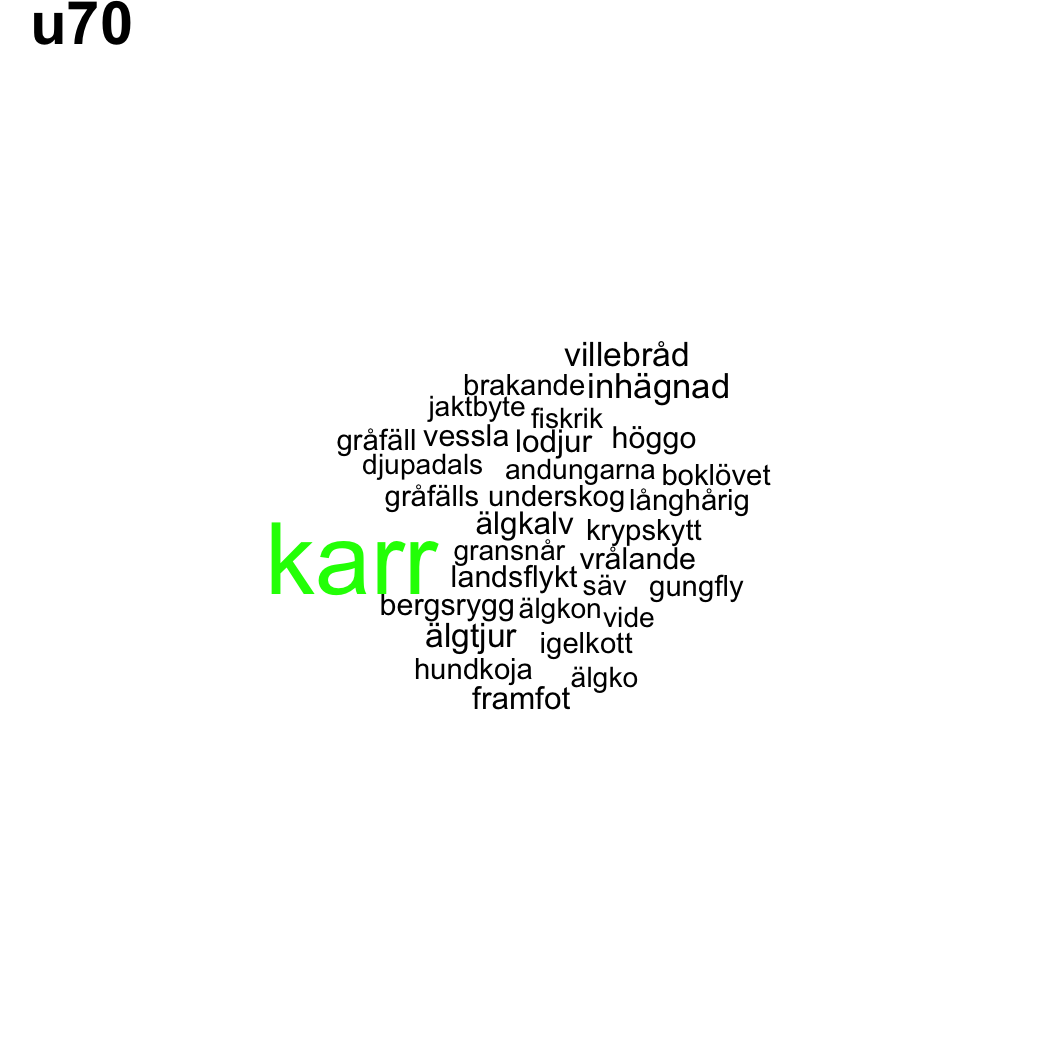 u70
villebråd
brakande inhägnad
jaktbyte fiskrik
gråfäll vessla lodjur höggo
djupadals andungarna boklövet
gråfälls underskog långhårig
älgkalv krypskytt
karr gransnår vrålande
landsflykt säv gungfly
bergsrygg älgkon vide
älgtjur igelkott
hundkoja älgko
framfot